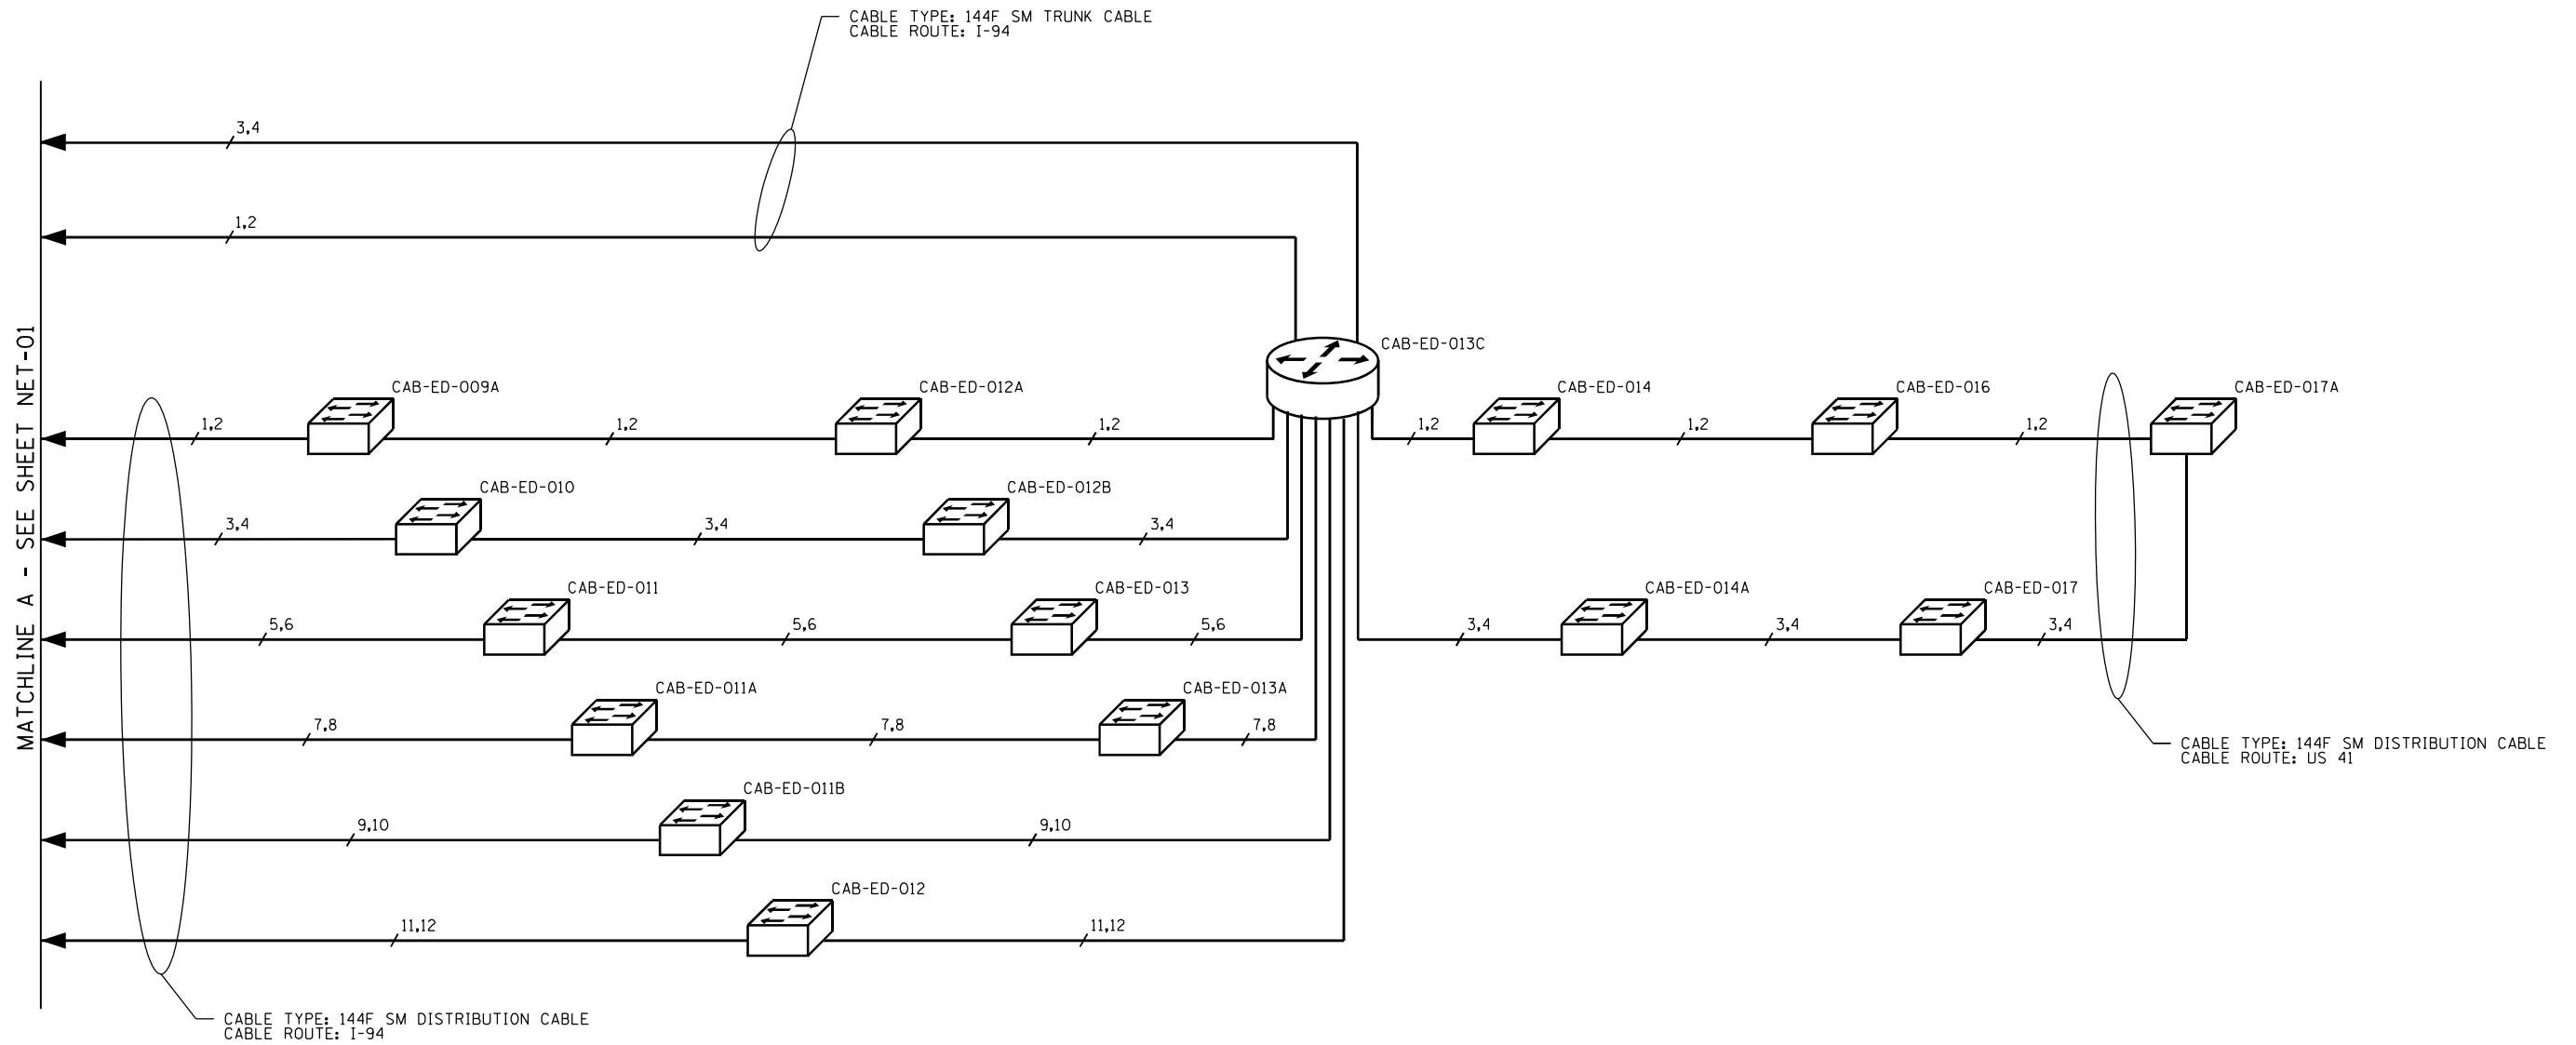 CABLE TYPE: 144F SM TRUNK CABLE
CABLE ROUTE: I-94
3,4
1,2
MATCHLINE A - SEE SHEET NET-01
CAB-ED-013C
CAB-ED-009A
CAB-ED-012A
CAB-ED-014
CAB-ED-016
CAB-ED-017A
1,2
1,2
1,2
1,2
1,2
1,2
CAB-ED-010
CAB-ED-012B
3,4
3,4
3,4
CAB-ED-011
CAB-ED-013
CAB-ED-014A
CAB-ED-017
5,6
5,6
5,6
3,4
3,4
3,4
CAB-ED-011A
CAB-ED-013A
7,8
7,8
7,8
CABLE TYPE: 144F SM DISTRIBUTION CABLE
CABLE ROUTE: US 41
CAB-ED-011B
9,10
9,10
CAB-ED-012
11,12
11,12
CABLE TYPE: 144F SM DISTRIBUTION CABLE
CABLE ROUTE: I-94